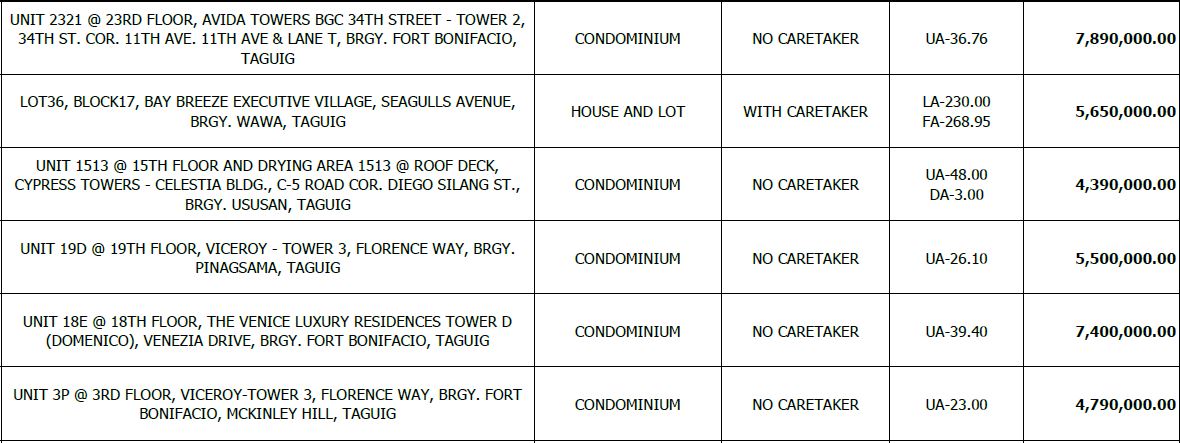 UNIT 2321 @ 23RD FLOOR, AVIDA TOWERS BGC 34TH STREET - TOWER 2,
34TH ST. COR. 11TH AVE. 11TH AVE & LANE T, BRGY. FORT BONIFACIO,
TAGUIG
CONDOMINIUM
NO CARETAKER
UA-36.76
7,890,000.00
LOT36, BLOCK17, BAY BREEZE EXECUTIVE VILLAGE, SEAGULLS AVENUE,
BRGY. WAWA, TAGUIG
HOUSE AND LOT
WITH CARETAKER
LA-230.00
FA-268.95
5,650,000.00
UNIT 1513 @ 15TH FLOOR AND DRYING AREA 1513 @ ROOF DECK,
CYPRESS TOWERS - CELESTIA BLDG., C-5 ROAD COR. DIEGO SILANG ST.,
BRGY. USUSAN, TAGUIG
CONDOMINIUM
NO CARETAKER
UA-48.00
DA-3.00
4,390,000.00
UNIT 19D @ 19TH FLOOR, VICEROY - TOWER 3, FLORENCE WAY, BRGY.
PINAGSAMA, TAGUIG
CONDOMINIUM
NO CARETAKER
UA-26.10
5,500,000.00
UNIT 18E @ 18TH FLOOR, THE VENICE LUXURY RESIDENCES TOWER D
(DOMENICO), VENEZIA DRIVE, BRGY. FORT BONIFACIO, TAGUIG
CONDOMINIUM
NO CARETAKER
UA-39.40
7,400,000.00
UNIT 3P @ 3RD FLOOR, VICEROY-TOWER 3, FLORENCE WAY, BRGY. FORT
BONIFACIO, MCKINLEY HILL, TAGUIG
CONDOMINIUM
NO CARETAKER
UA-23.00
4,790,000.00